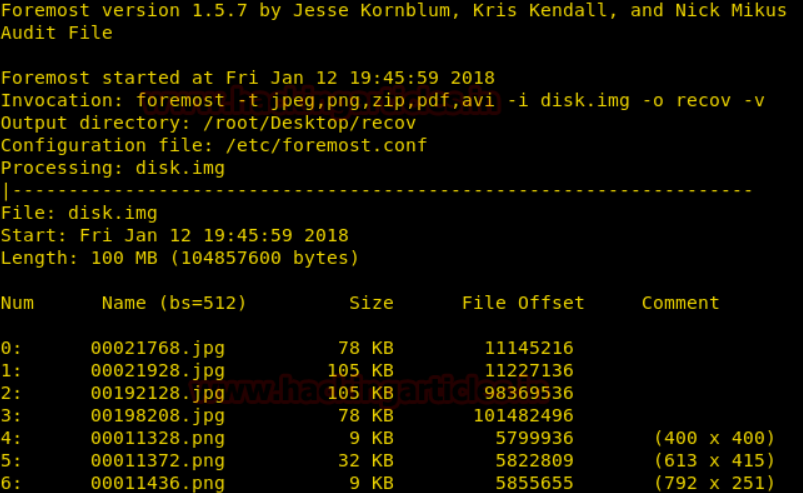 Foremost version 1.5.7 by Jesse Kornblum, Kris Kendall, and Nick Mikus
Audit File
Foremost started at Fri Jan 12 19:45:59 2018
Invocation: foremost -t jpeg,png,zip,pdf,avi -i disk.img -o recov -v
Output directory: /root/Desktop/recov
Configuration file: /etc/foremost.conf
Processing: disk.img
|------------------------------------------------------------------
File: disk.img
Start: Fri Jan 12 19:45:59 2018
Length: 100 MB (104857600 bytes)
Num Name (bs=512) Size File Offset Comment
0: 00021768.jpg 78 KB 11145216
1: 00021928.jpg 105 KB 11227136
2: 00192128.jpg 105 KB 98369536
3: 00198208.jpg 78 KB 101482496
4: 00011328.png 9 KB 5799936 (400 x 400)
5: 00011372.png 32 KB 5822809 (613 x 415)
6: 00011436.png 9 KB 5855655 (792 x 251)